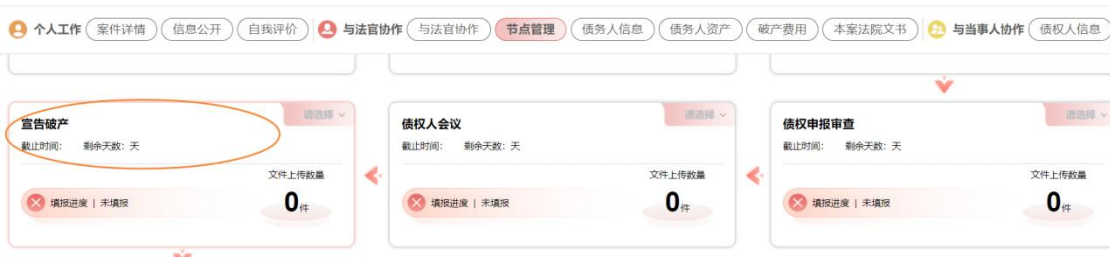 个人工作 案件详情 信息公开 自我评价 与法官协作 与法官协作 节点管理 债务人信息 债务人资产 破产费用 本案法院文书 与当事人协作 债权人信息
宣告破产 请选择 债权人会议 请选择 债权申报审查 请选择
截止时间: 剩余天数: 天 截止时间: 剩余天数: 天 截止时间: 剩余天数: 天
文件上传数量 文件上传数量 文件上传数量
填报进度 | 未填报 0件 填报进度 | 未填报 0件 填报进度 | 未填报 0件